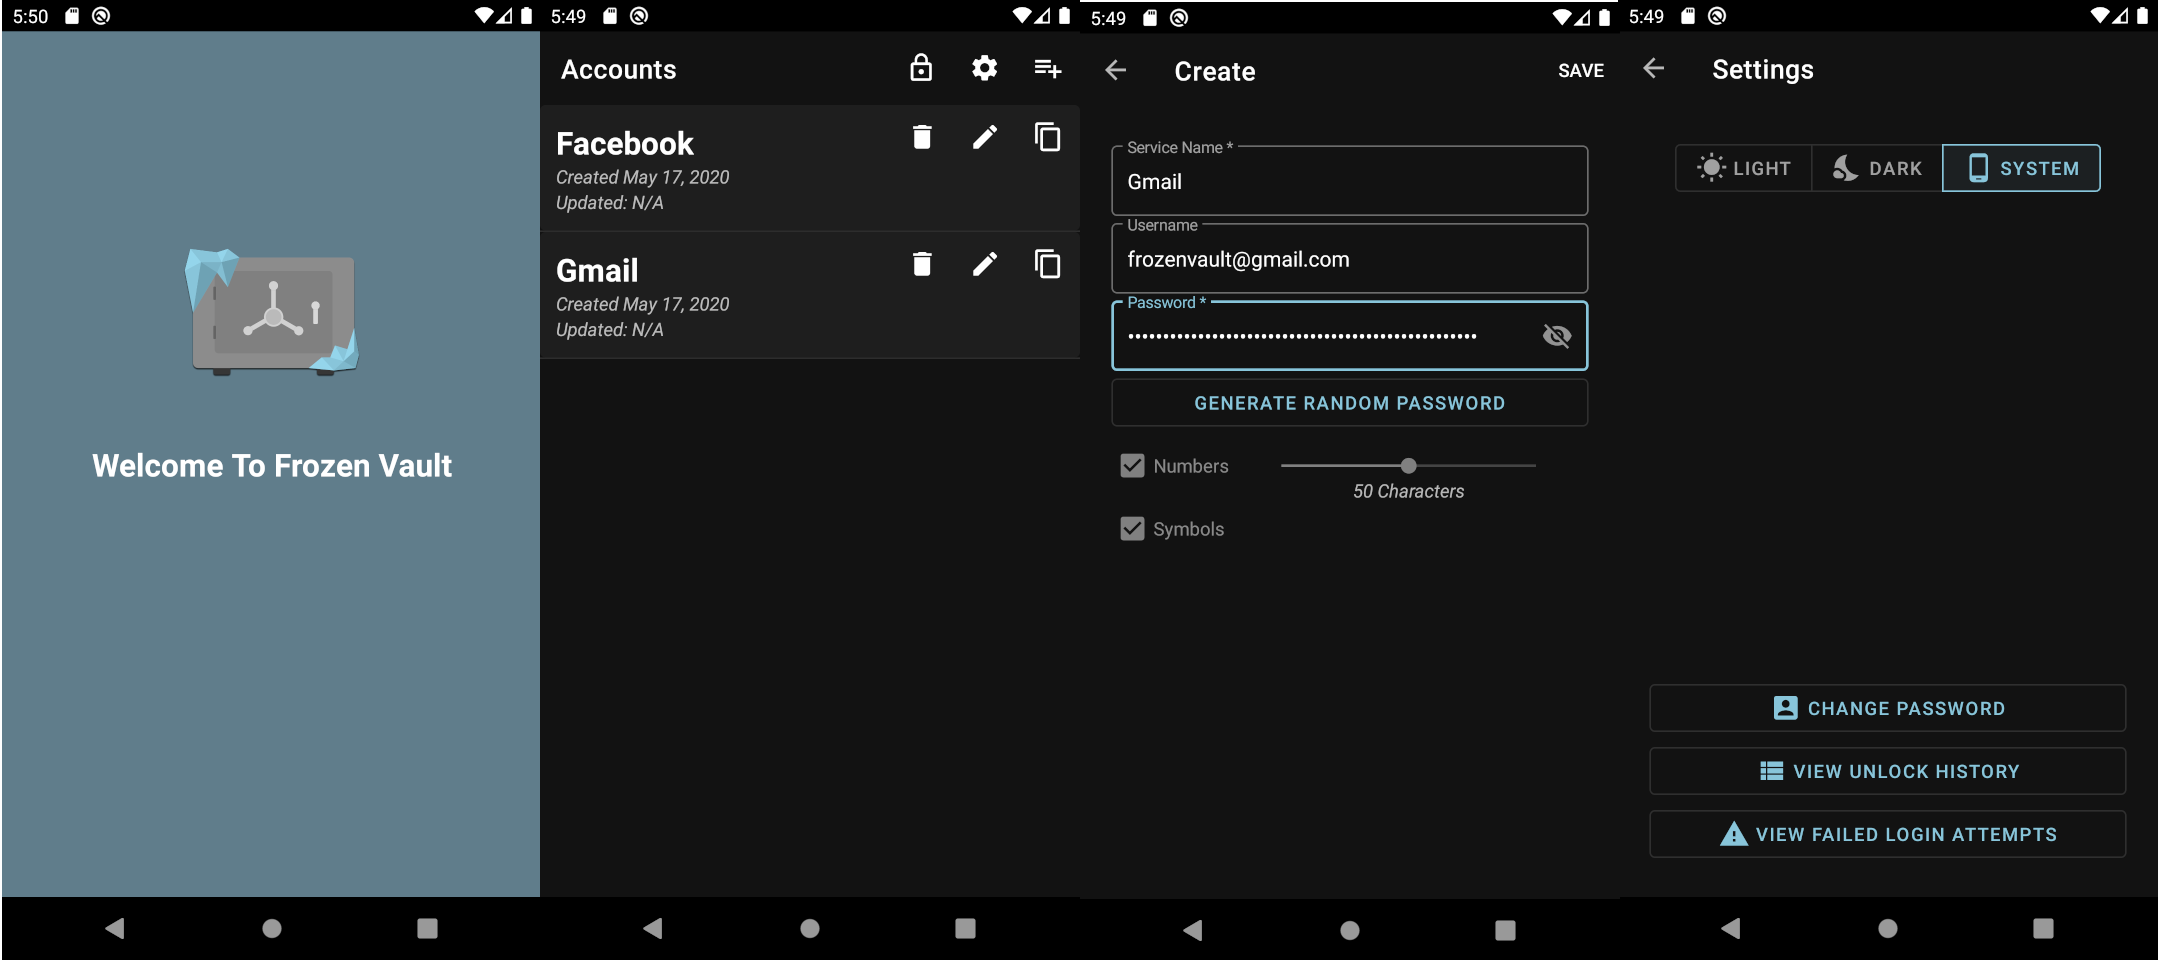 5:50
Welcome To Frozen Vault
5:49
Accounts
Facebook
Created May 17, 2020
Updated: N/A
Gmail
Created May 17, 2020
Updated: N/A
5:49
Create
SAVE
Service Name *
Gmail
Username
frozenvault@gmail.com
Password *
••••••••••••••••••••••••••••••••••••••••••••••••••
GENERATE RANDOM PASSWORD
Numbers
50 Characters
Symbols
5:49
Settings
LIGHT
DARK
SYSTEM
CHANGE PASSWORD
VIEW UNLOCK HISTORY
VIEW FAILED LOGIN ATTEMPTS